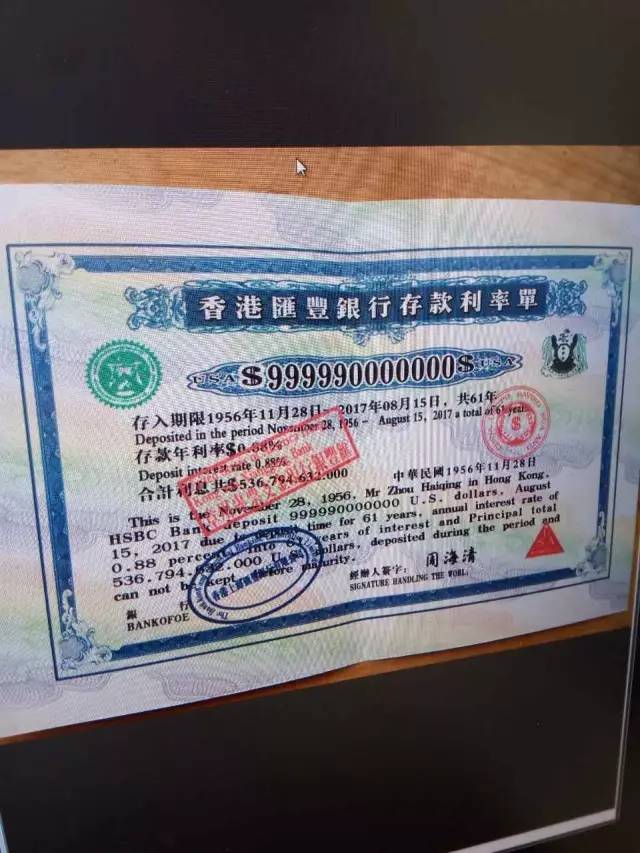 香港匯豐銀行存款利率單
USA $999990000000$ USA
存入期限1956年11月28日-2017年08月15日，共61年
Deposited in the period November 28, 1956 - August 15, 2017 a total of 61 years
存款年利率$0.88%
Deposit interest rate 0.88%
合計利息共$536,794,632.000
中華民國1956年11月28日
This is the November 28, 1956, Mr Zhou Haiqing in Hong Kong,
HSBC Bank deposit 999990000000 U.S. dollars, August
15, 2017 due for deposit time for 61 years, annual interest rate of
0.88 percent, into 61 years of interest and Principal total
536,794,632.000 U.S. dollars, deposited during the period and
can not be kept before maturity.
周海清
銀 行
BANKOFOE
經辦人簽字：
SIGNATURE HANDLING THE WORL: